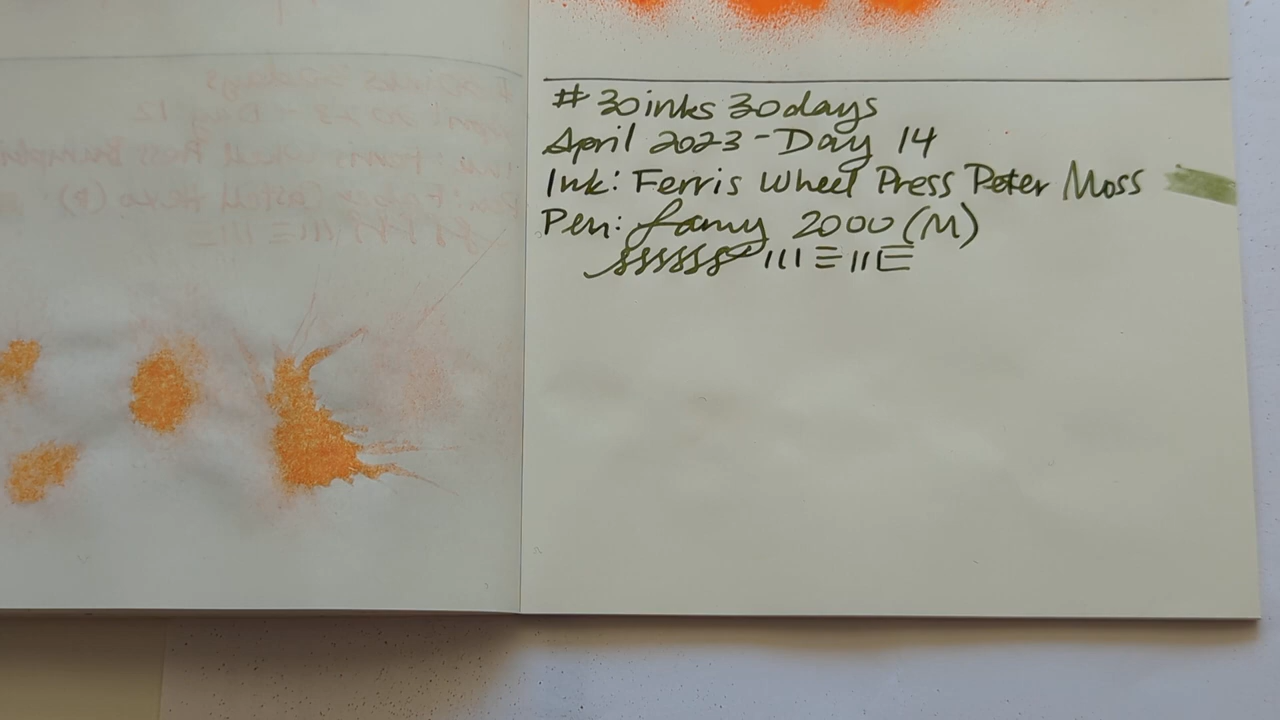 #30inks30days
April 2023 - Day 14
Ink: Ferris Wheel Press Peter Moss
Pen: Lamy 2000 (M)